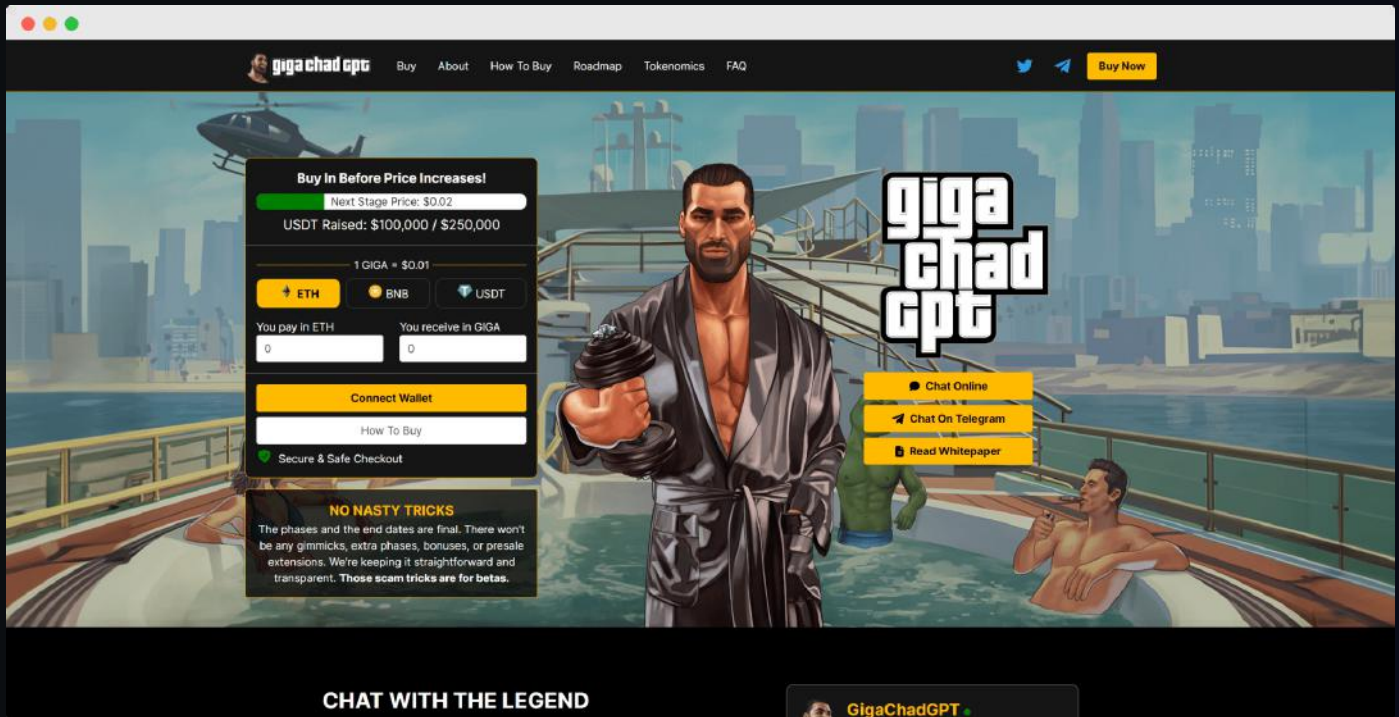 giga chad gpt Buy About How To Buy Roadmap Tokenomics FAQ Buy Now
Buy In Before Price Increases!
Next Stage Price: $0.02
USDT Raised: $100,000 / $250,000
1 GIGA = $0.01
ETH BNB USDT
You pay in ETH You receive in GIGA
0 0
Connect Wallet
How To Buy
Secure & Safe Checkout
NO NASTY TRICKS
The phases and the end dates are final. There won't
be any gimmicks, extra phases, bonuses, or presale
extensions. We're keeping it straightforward and
transparent. Those scam tricks are for betas.
giga
chad
gpt
Chat Online
Chat On Telegram
Read Whitepaper
CHAT WITH THE LEGEND
GigaChadGPT